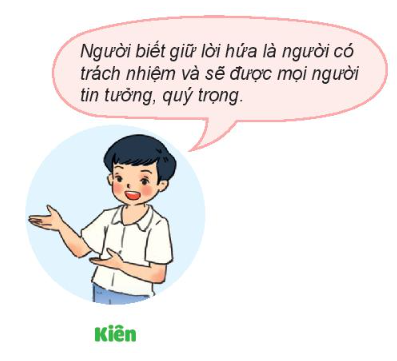 Người biết giữ lời hứa là người có
trách nhiệm và sẽ được mọi người
tin tưởng, quý trọng.
Kiên